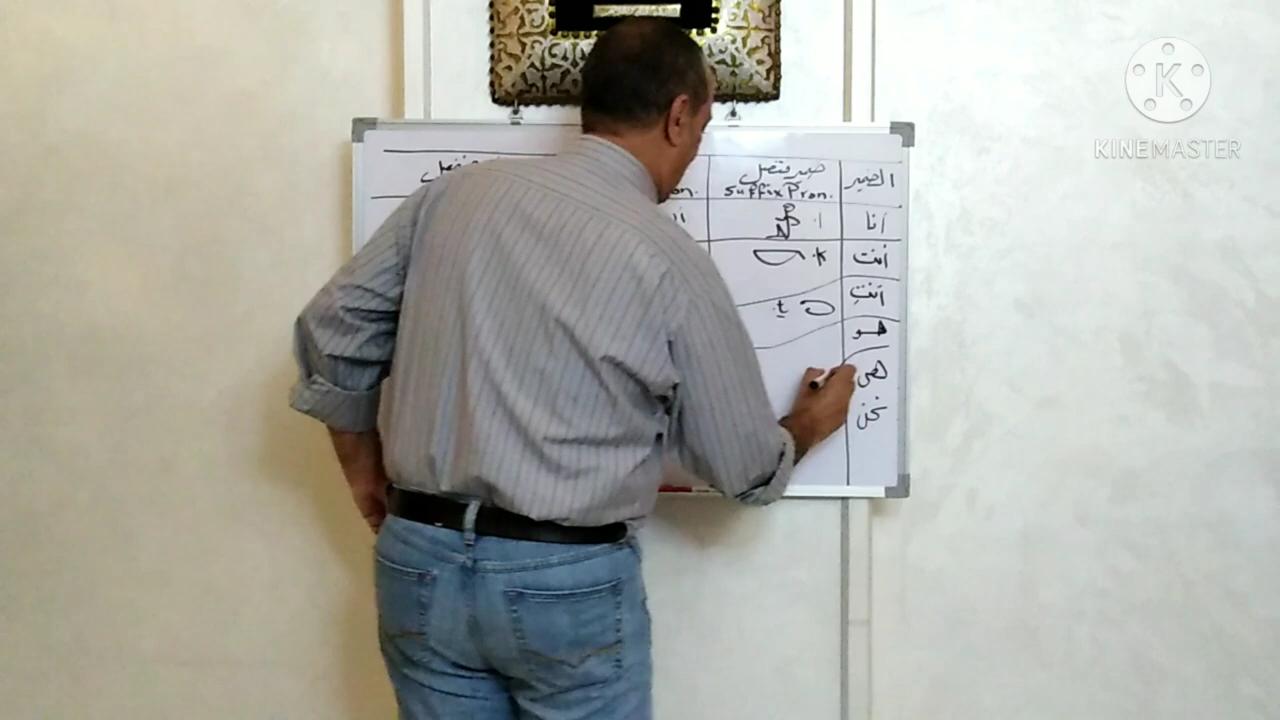 الضمير ضمير متصل
Suffix Pron.
أنا
أنت k
أنتِ ṯ
هو
هي
نحن
KINEMASTER